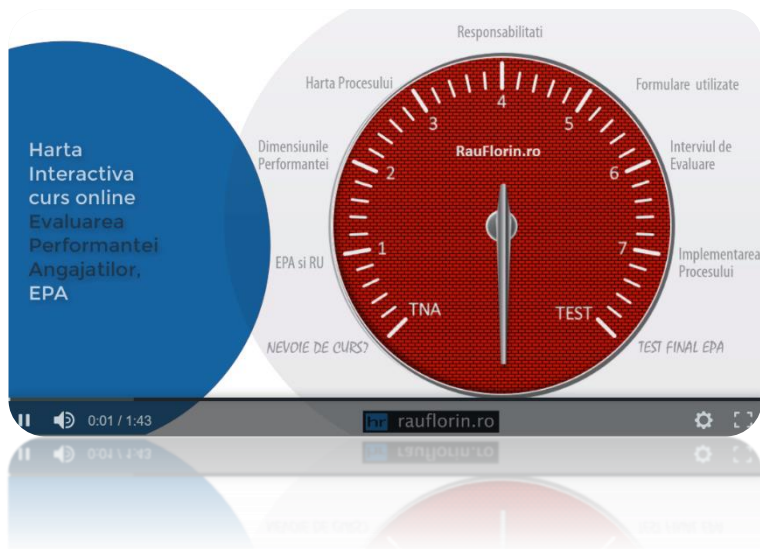 Harta
Interactiva
curs online
Evaluarea
Performantei
Angajatilor,
EPA
Responsabilitati
Harta Procesului
Formulare utilizate
Dimensiunile
Performantei
Interviul de
Evaluare
EPA si RU
Implementarea
Procesului
NEVOIE DE CURS?
TEST FINAL EPA
RauFlorin.ro
TNA
1
2
3
4
5
6
7
TEST
0:01 / 1:43
hr rauflorin.ro